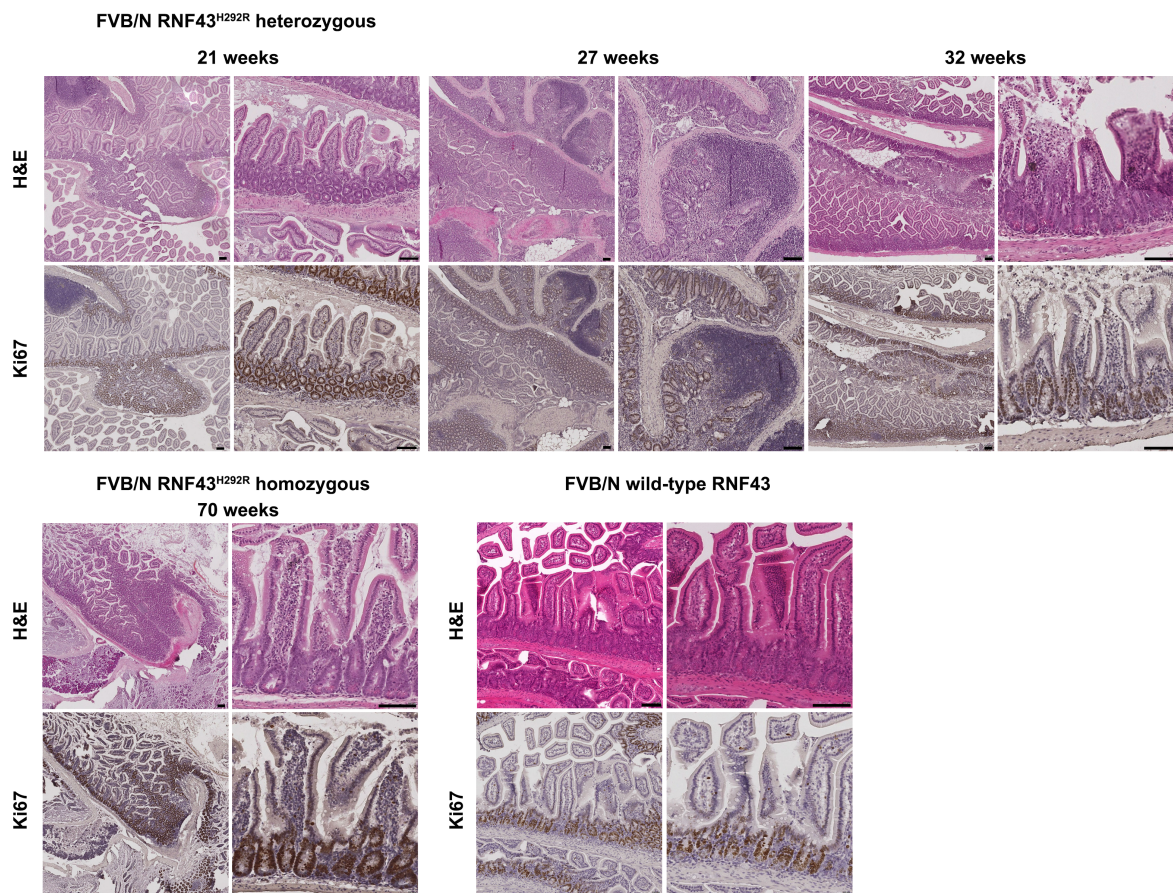 FVB/N RNF43H292R heterozygous
21 weeks
27 weeks
32 weeks
H&E
Ki67
FVB/N RNF43H292R homozygous
70 weeks
FVB/N wild-type RNF43
H&E
Ki67
H&E
Ki67